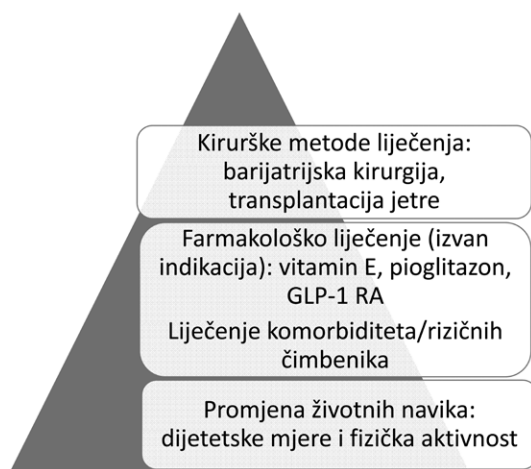 Kirurške metode liječenja:
barijatrijska kirurgija,
transplantacija jetre
Farmakološko liječenje (izvan
indikacija): vitamin E, pioglitazon,
GLP-1 RA
Liječenje komorbiditeta/rizičnih
čimbenika
Promjena životnih navika:
dijetetske mjere i fizička aktivnost